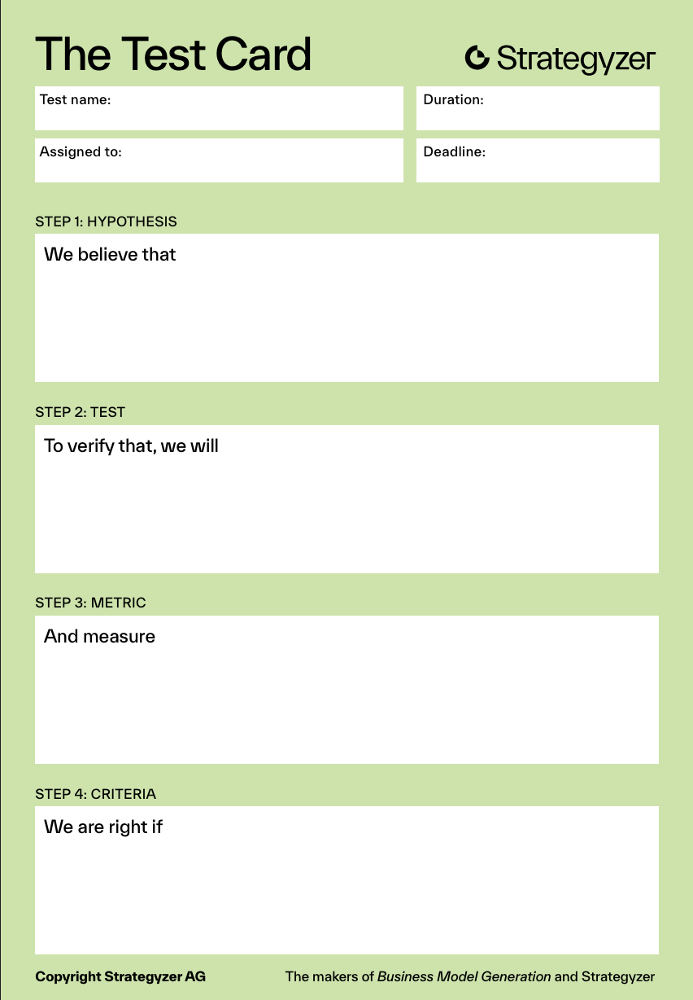 The Test Card
Strategyzer
Test name:
Duration:
Assigned to:
Deadline:
STEP 1: HYPOTHESIS
We believe that
STEP 2: TEST
To verify that, we will
STEP 3: METRIC
And measure
STEP 4: CRITERIA
We are right if
Copyright Strategyzer AG
The makers of Business Model Generation and Strategyzer